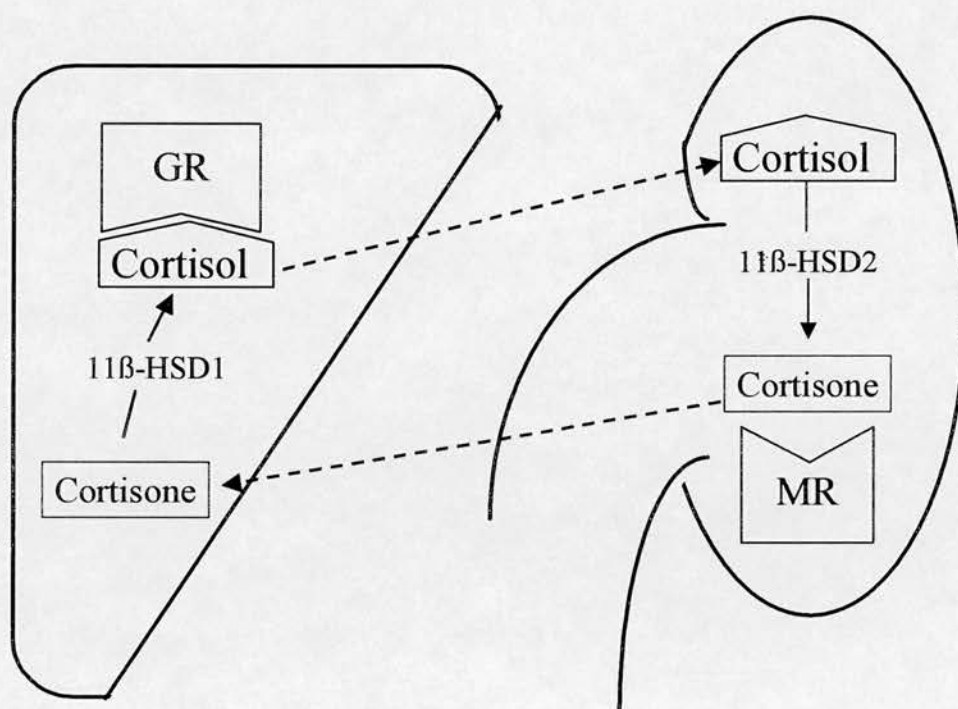 GR
Cortisol
11ß-HSD1
Cortisone
Cortisol
11ß-HSD2
Cortisone
MR